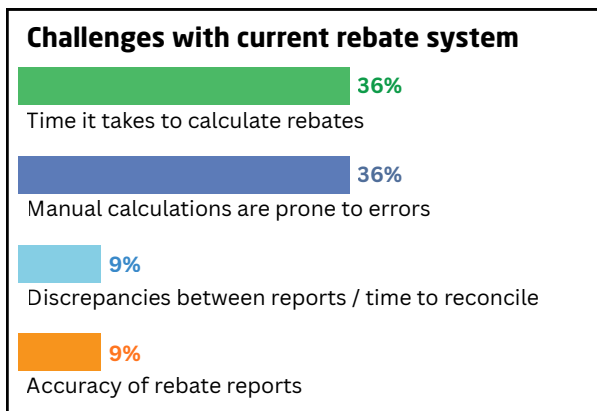 Challenges with current rebate system
36%
Time it takes to calculate rebates
36%
Manual calculations are prone to errors
9%
Discrepancies between reports / time to reconcile
9%
Accuracy of rebate reports